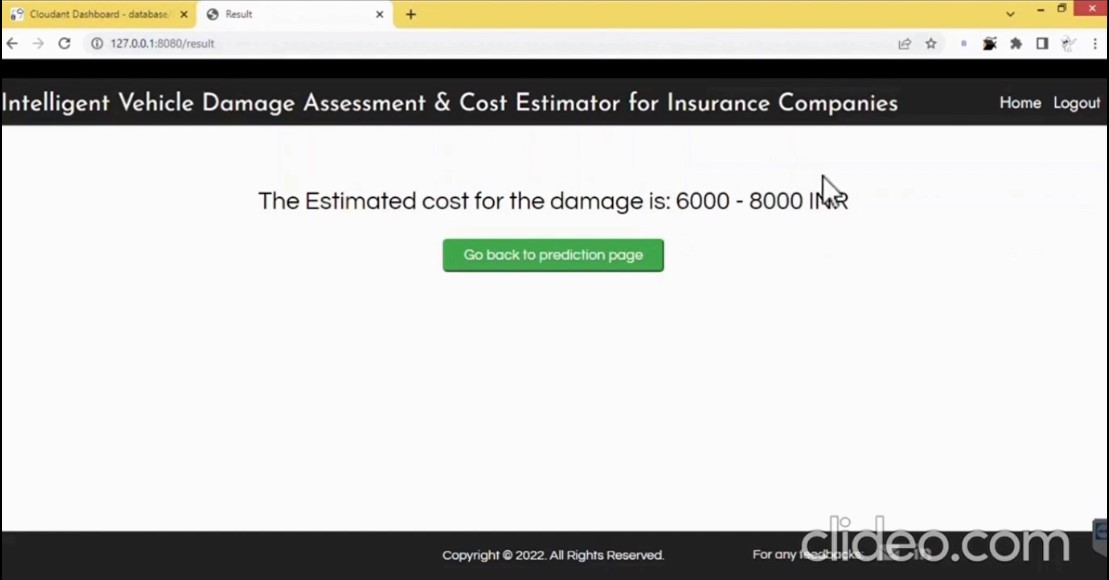 Cloudant Dashboard - database/
Result
127.0.0.1:8080/result
Intelligent Vehicle Damage Assessment & Cost Estimator for Insurance Companies
Home Logout
The Estimated cost for the damage is: 6000 - 8000 INR
Go back to prediction page
Copyright © 2022. All Rights Reserved.
For any feedbacks:
clideo.com